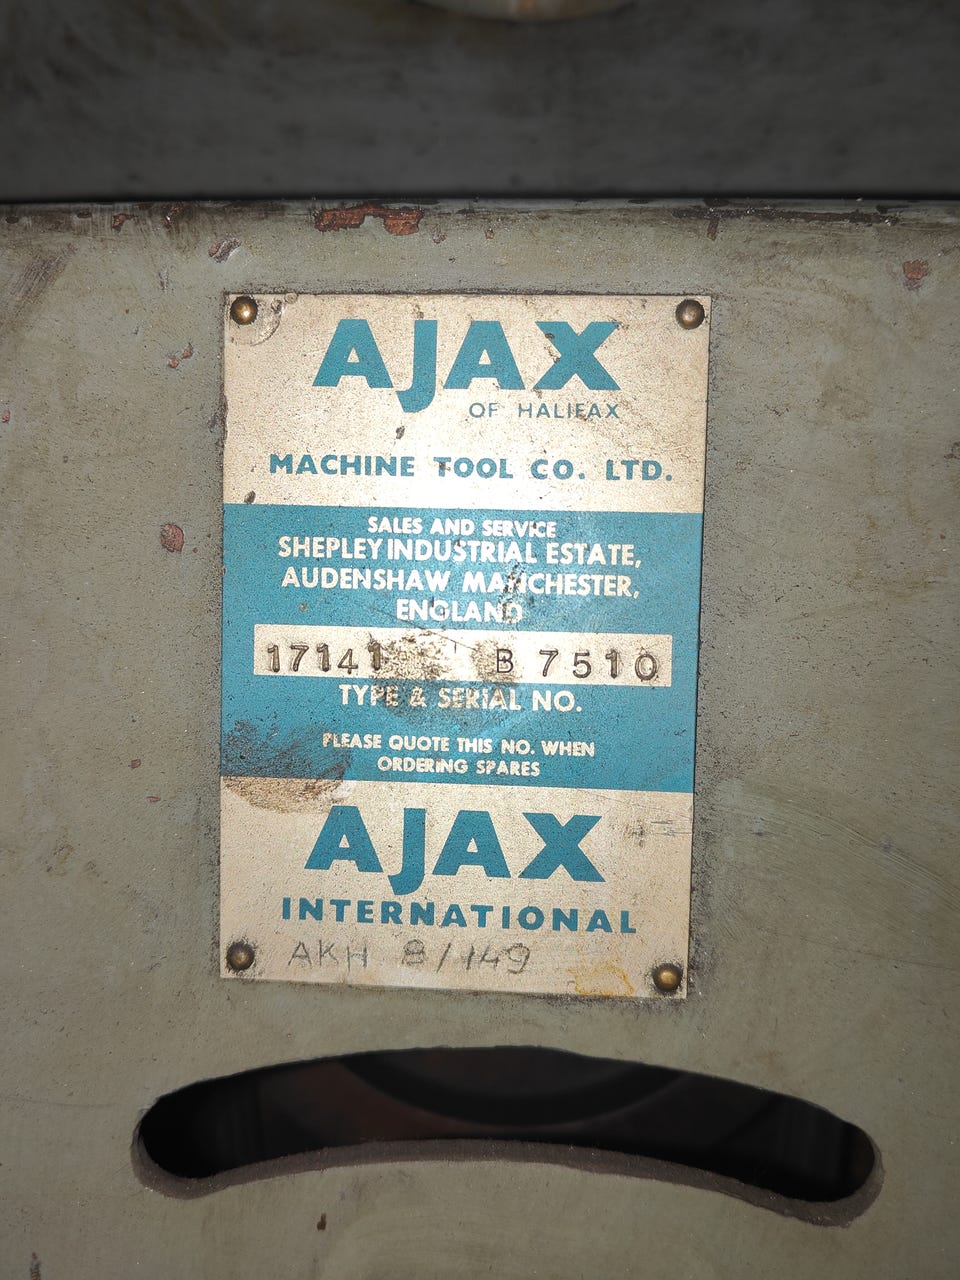 AJAX
OF HALIFAX
MACHINE TOOL CO. LTD.
SALES AND SERVICE
SHEPLEY INDUSTRIAL ESTATE,
AUDENSHAW MANCHESTER,
ENGLAND
17141 B 7510
TYPE & SERIAL NO.
PLEASE QUOTE THIS NO. WHEN
ORDERING SPARES
AJAX
INTERNATIONAL
AKH 8/149